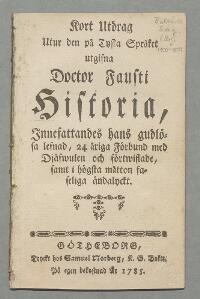 Kort Utdrag
Utur den på Tyska Språket
utgifna
Doctor Fausti
Historia,
Innefattandes hans gudlö-
sa lefnad, 24 åriga Förbund med
Djäfwulen och förtwiflade,
samt i högsta måtton fa-
seliga ändalyckt.
GÖTHEBORG,
Tryckt hos Samuel Norberg, K. G. Bokt.
På egen bekostnad År 1785.